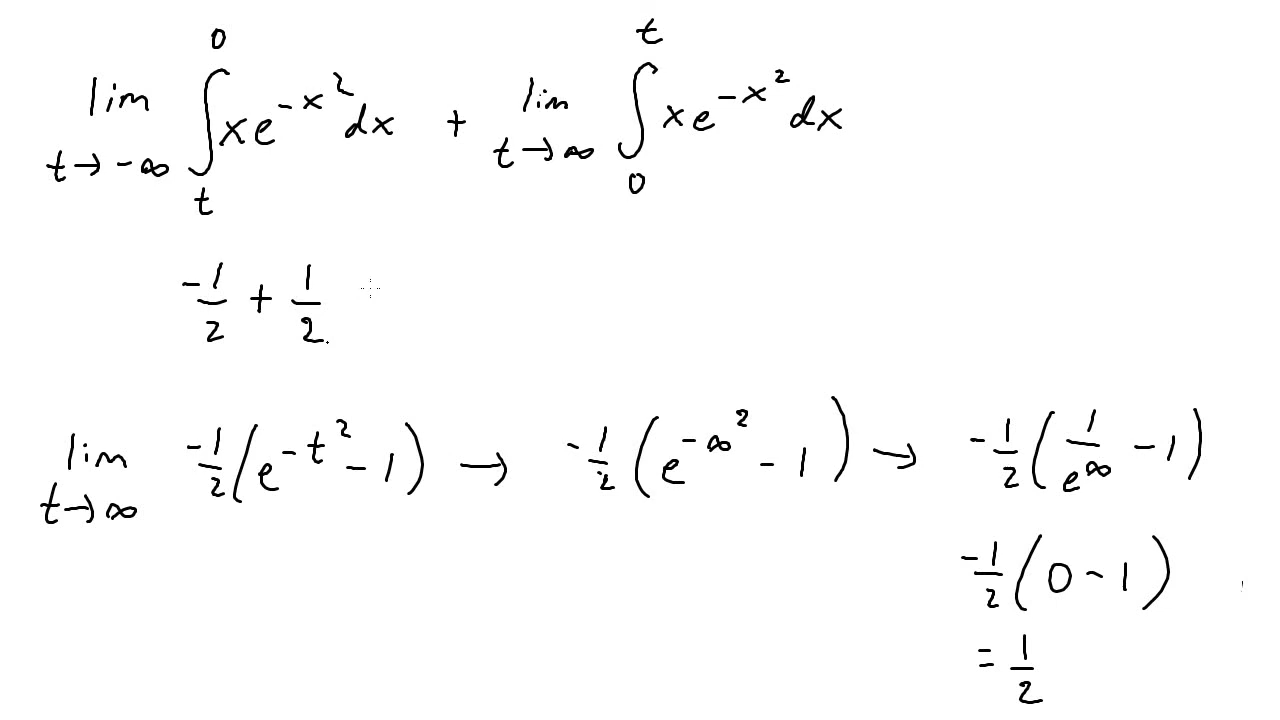 lim t→-∞ ∫_t^0 xe^{-x^2} dx + lim t→∞ ∫_0^t xe^{-x^2} dx
-1/2 + 1/2
lim t→∞ -1/2 (e^{-t^2} - 1) → -1/2 (e^{-∞^2} - 1) → -1/2 (1/e^∞ - 1)
-1/2 (0 - 1)
= 1/2